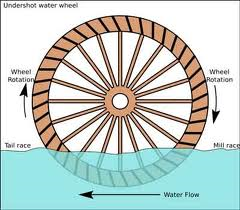 Undershot water wheel
Wheel
Rotation
Wheel
Rotation
Tail race
Mill race
Water Flow